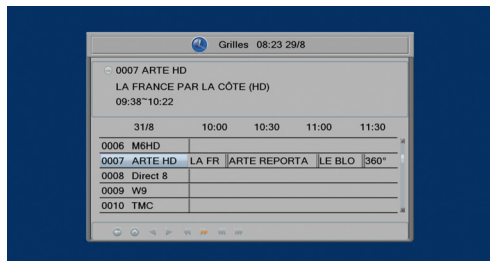 Grilles 08:23 29/8
0007 ARTE HD
LA FRANCE PAR LA CÔTE (HD)
09:38~10:22
31/8 10:00 10:30 11:00 11:30
0006 M6HD
0007 ARTE HD LA FR ARTE REPORTA LE BLO 360°
0008 Direct 8
0009 W9
0010 TMC